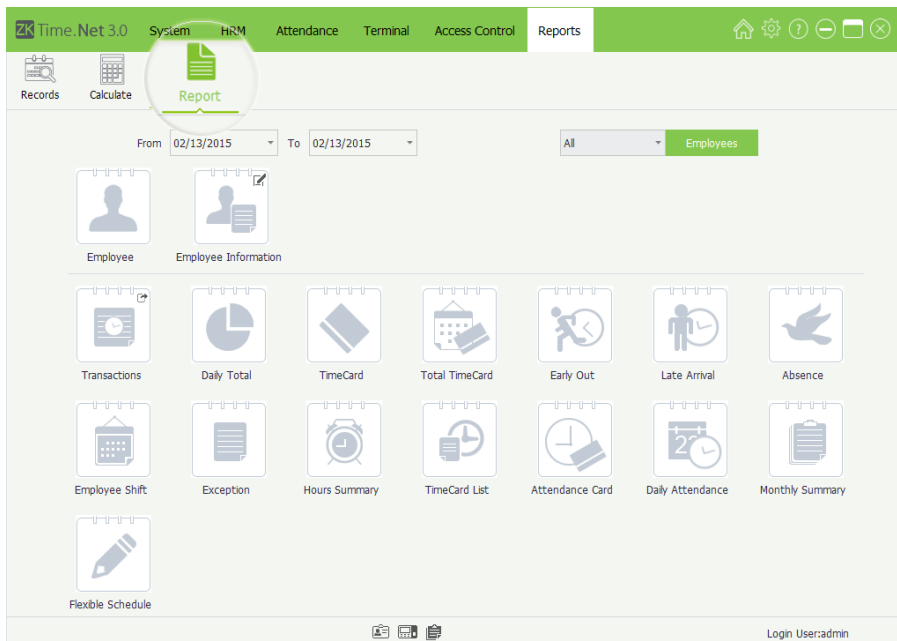 ZK Time.Net 3.0 System HRM Attendance Terminal Access Control Reports
Records Calculate Report
From 02/13/2015 To 02/13/2015 All Employees
Employee Employee Information
Transactions Daily Total TimeCard Total TimeCard Early Out Late Arrival Absence
Employee Shift Exception Hours Summary TimeCard List Attendance Card Daily Attendance Monthly Summary
Flexible Schedule
Login User:admin